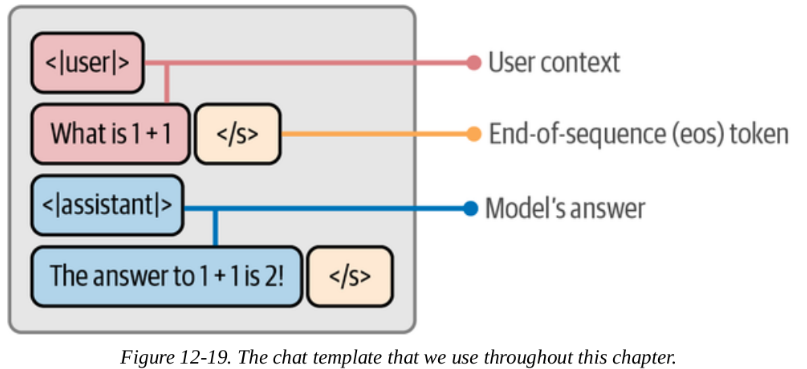 <|user|>
User context
What is 1 + 1
</s>
End-of-sequence (eos) token
<|assistant|>
Model's answer
The answer to 1 + 1 is 2!
</s>
Figure 12-19. The chat template that we use throughout this chapter.